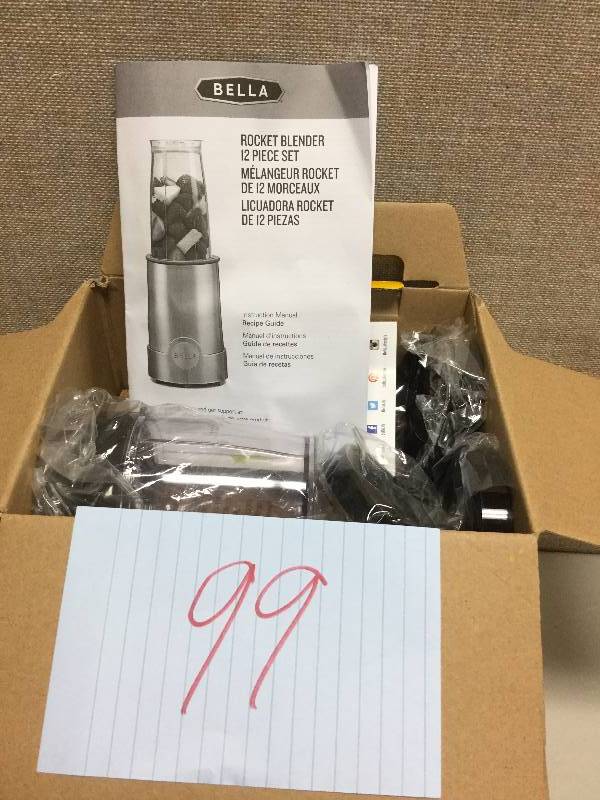 BELLA
ROCKET BLENDER
12 PIECE SET
MÉLANGEUR ROCKET
DE 12 MORCEAUX
LICUADORA ROCKET
DE 12 PIEZAS
Instruction Manual
Recipe Guide
Manuel d'instructions
Guide de recettes
Manual de instrucciones
Guía de recetas
BELLA
99